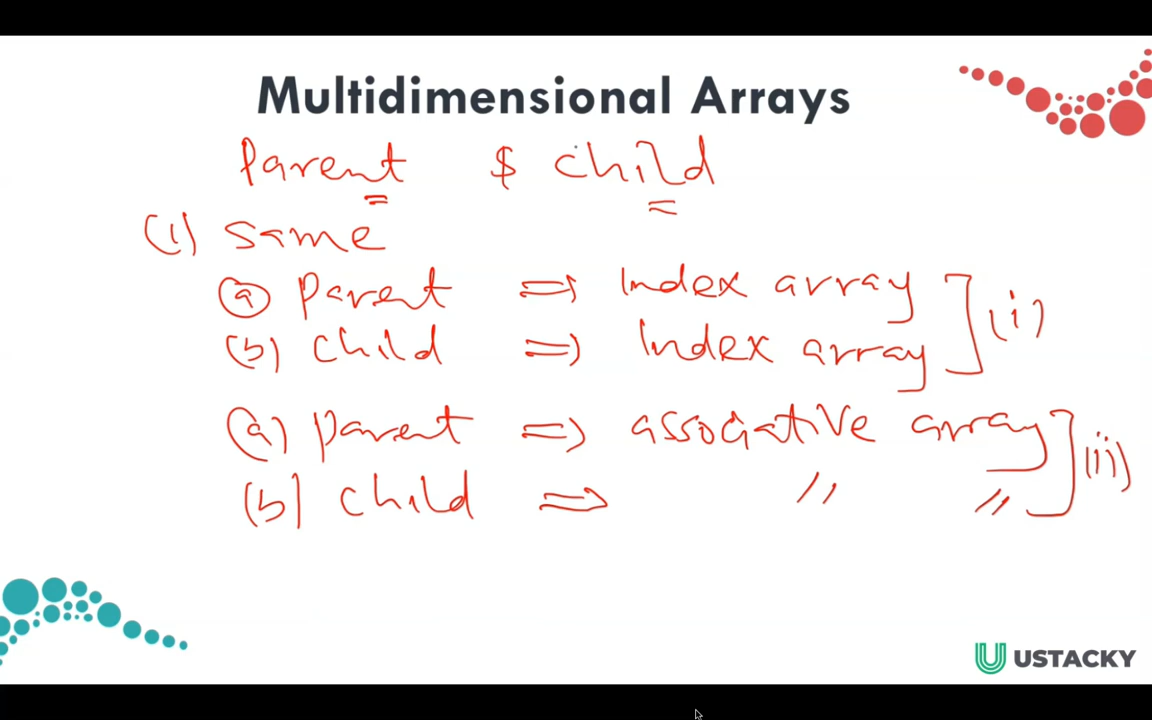 Multidimensional Arrays
Parent $ child
(1) same
(a) parent => Index array
(b) child => Index array ] (i)
(a) parent => associative array
(b) child => " " ] (ii)
USTACKY